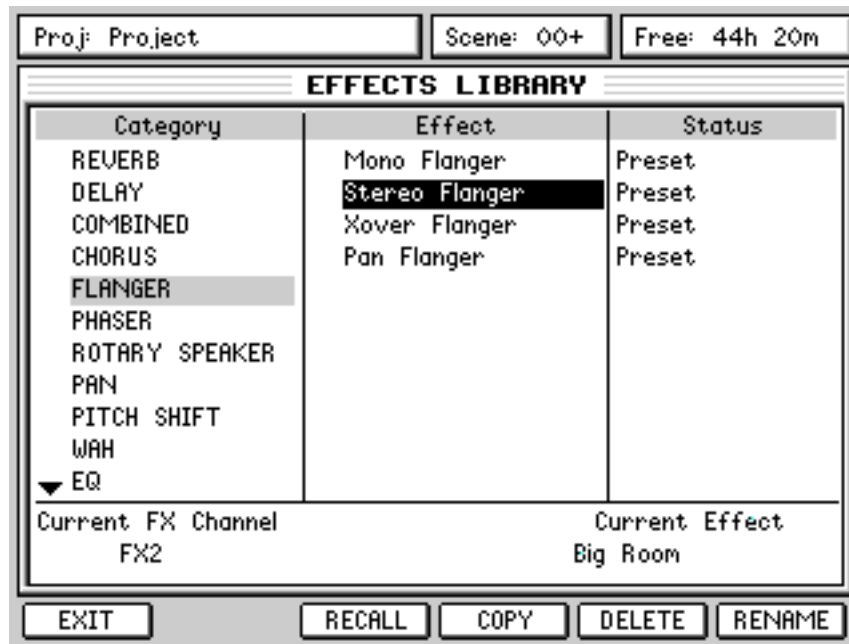 Proj: Project
Scene: 00+
Free: 44h 20m
EFFECTS LIBRARY
Category Effect Status
REVERB Mono Flanger Preset
DELAY Stereo Flanger Preset
COMBINED Xover Flanger Preset
CHORUS Pan Flanger Preset
FLANGER
PHASER
ROTARY SPEAKER
PAN
PITCH SHIFT
WAH
EQ
Current FX Channel Current Effect
FX2 Big Room
EXIT RECALL COPY DELETE RENAME